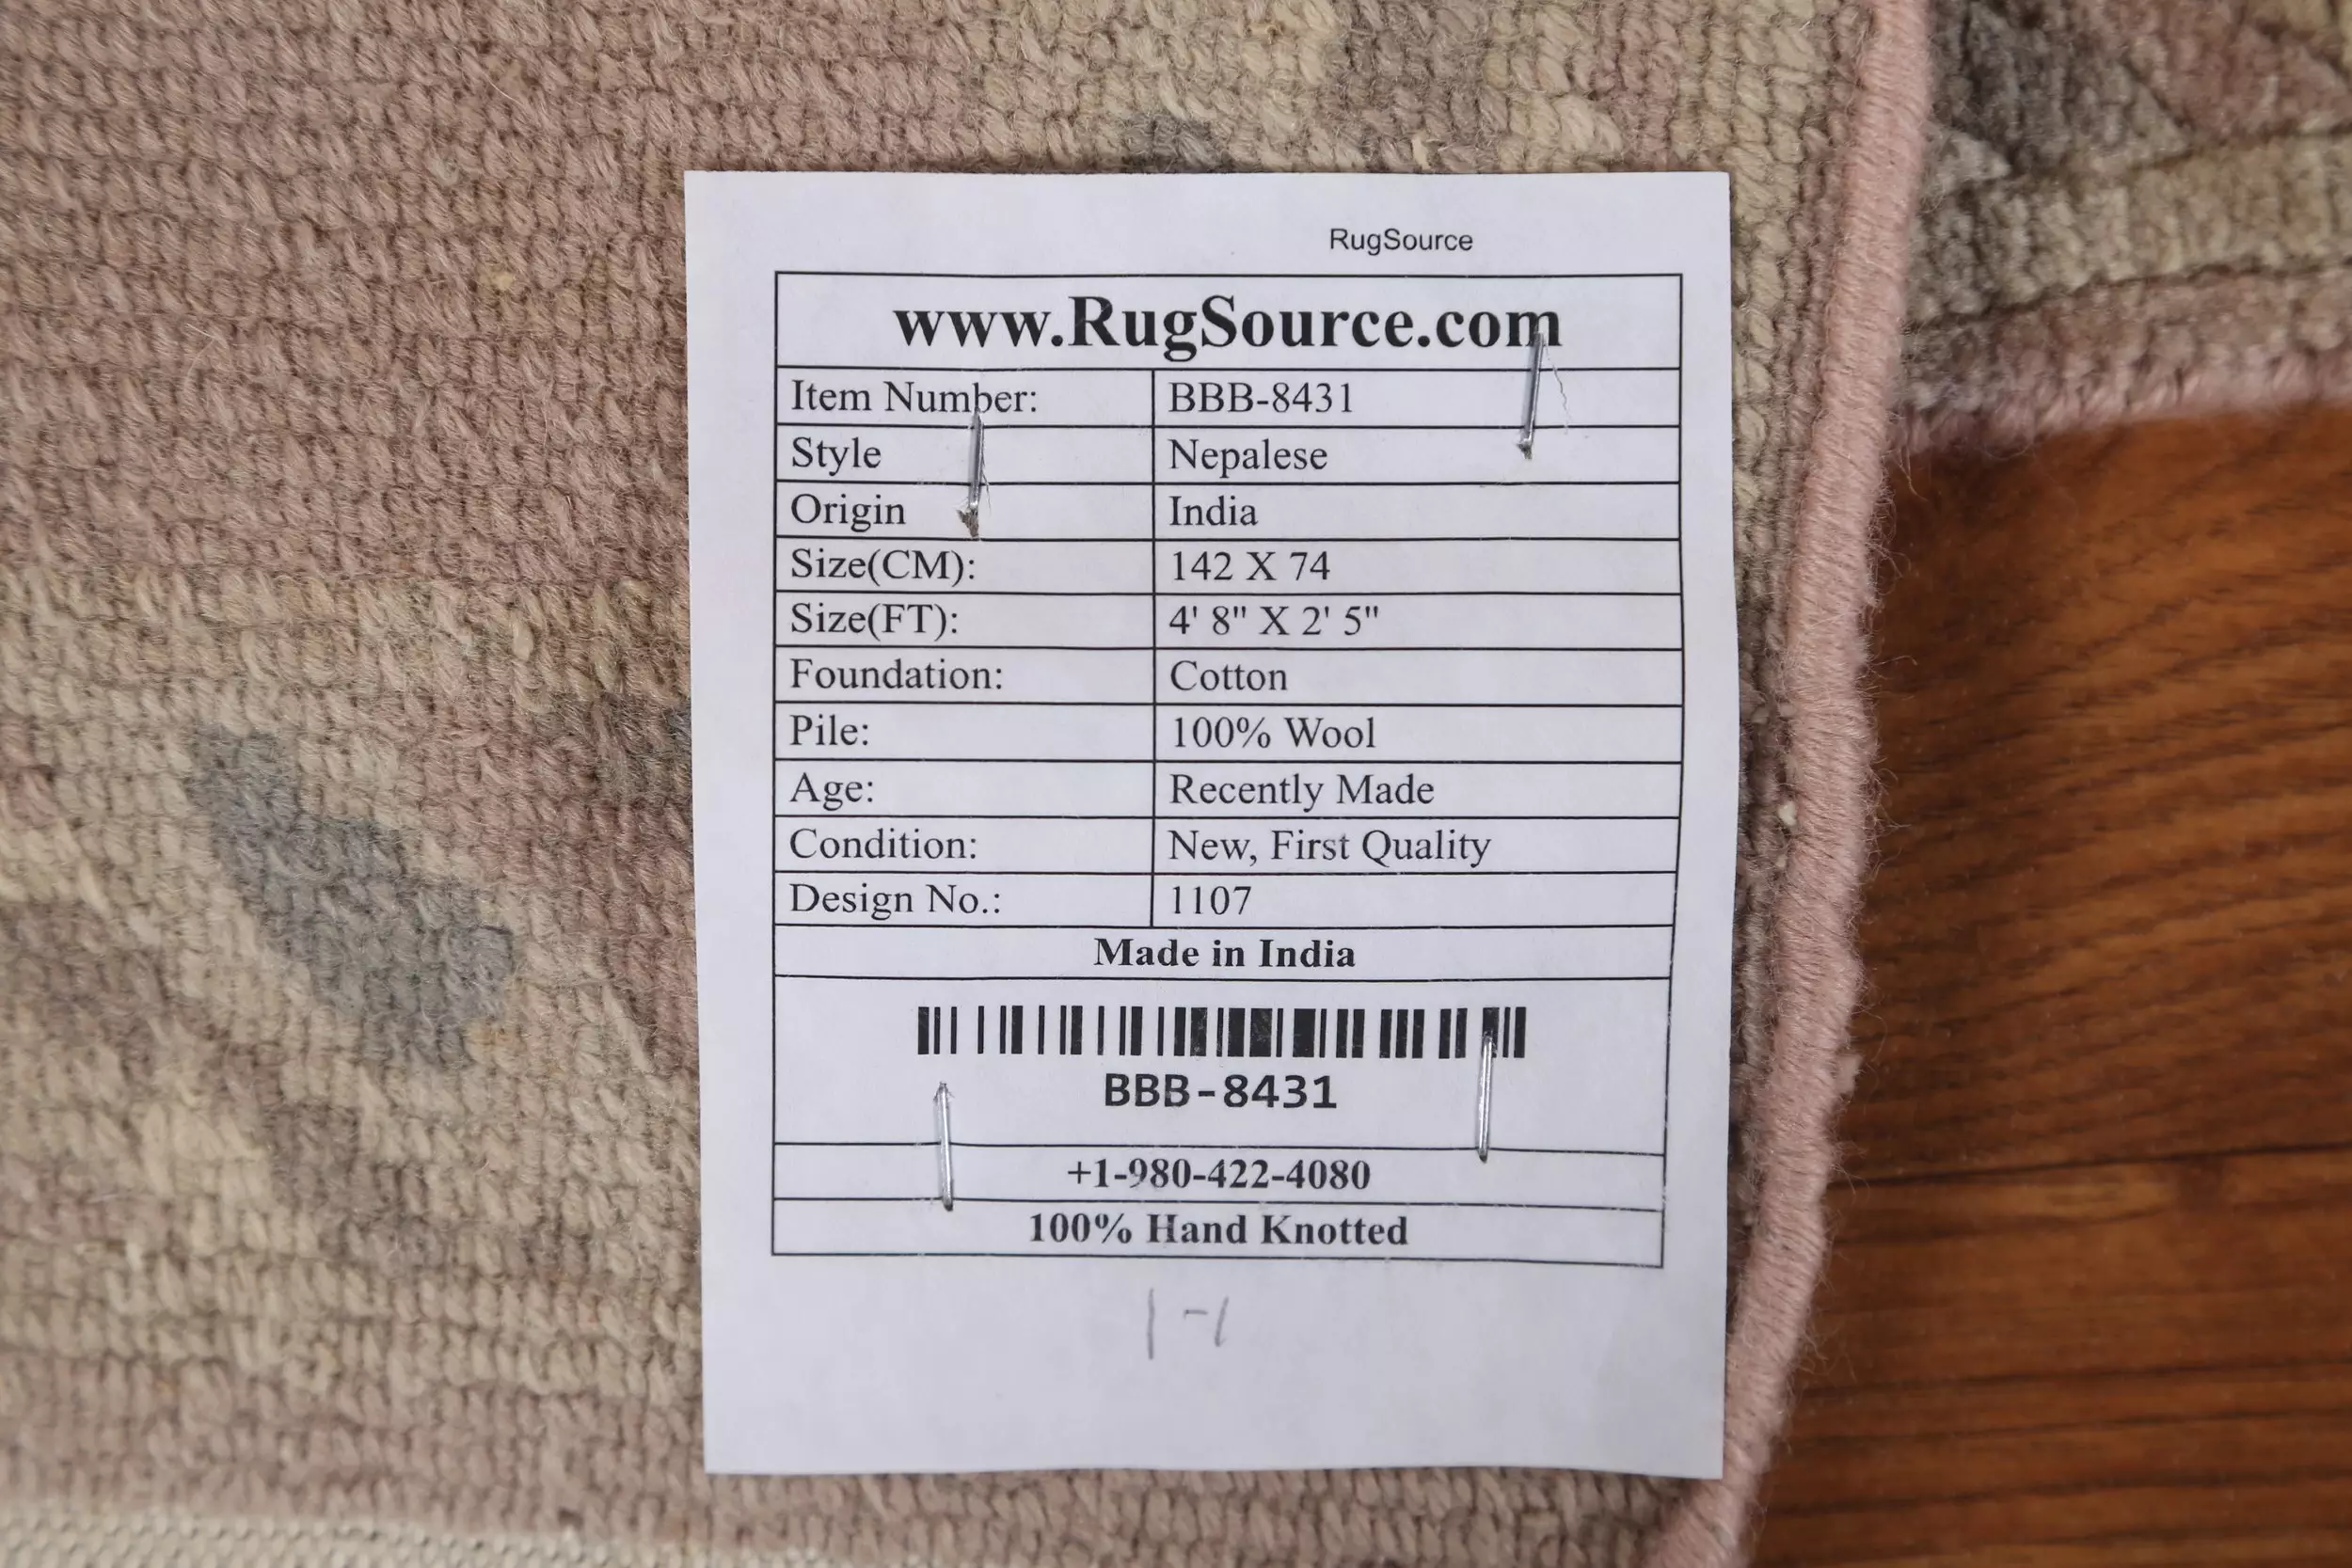 RugSource
www.RugSource.com
Item Number: BBB-8431
Style Nepalese
Origin India
Size(CM): 142 X 74
Size(FT): 4' 8" X 2' 5"
Foundation: Cotton
Pile: 100% Wool
Age: Recently Made
Condition: New, First Quality
Design No.: 1107
Made in India
BBB-8431
+1-980-422-4080
100% Hand Knotted
1-1